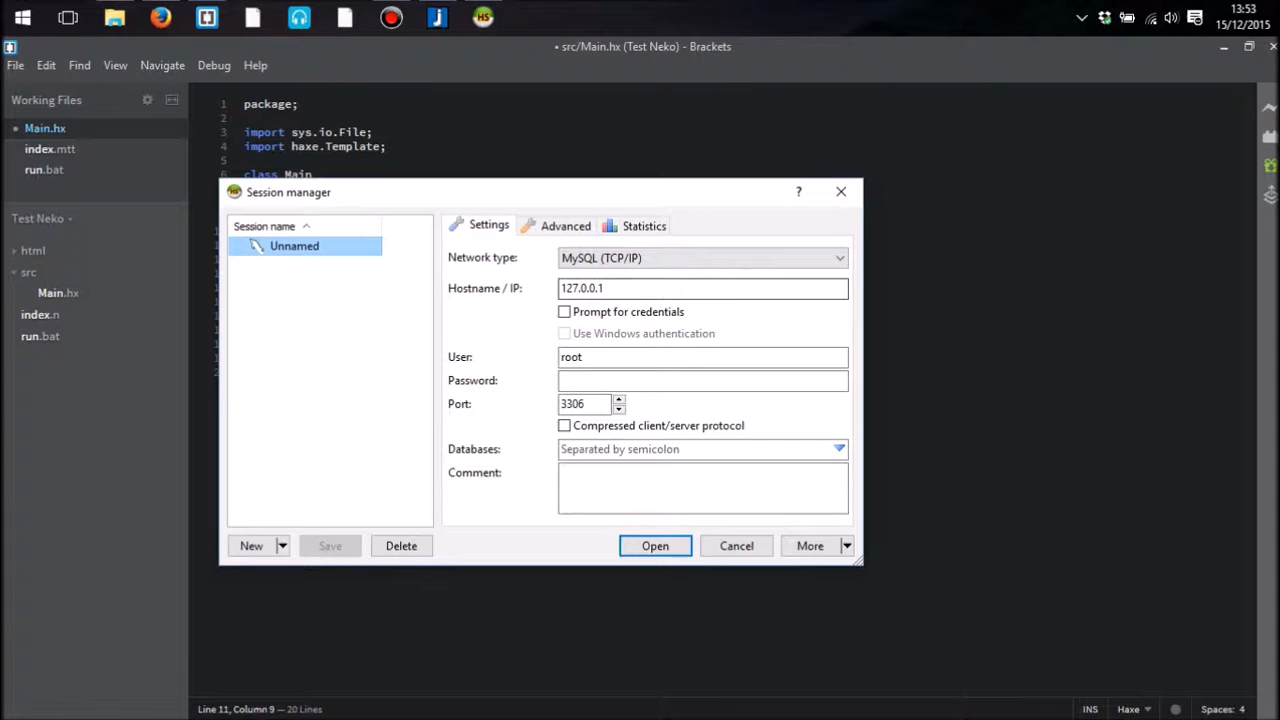 13:53
15/12/2015
• src/Main.hx (Test Neko) - Brackets
File Edit Find View Navigate Debug Help
Working Files
Main.hx
index.mtt
run.bat
Test Neko
html
src
Main.hx
index.n
run.bat
1 package;
2
3 import sys.io.File;
4 import haxe.Template;
5
6 class Main
HS Session manager ?
Session name
Unnamed
Settings Advanced Statistics
Network type: MySQL (TCP/IP)
Hostname / IP: 127.0.0.1
Prompt for credentials
Use Windows authentication
User: root
Password:
Port: 3306
Compressed client/server protocol
Databases: Separated by semicolon
Comment:
New Save Delete Open Cancel More
Line 11, Column 9 — 20 Lines
INS Haxe Spaces: 4